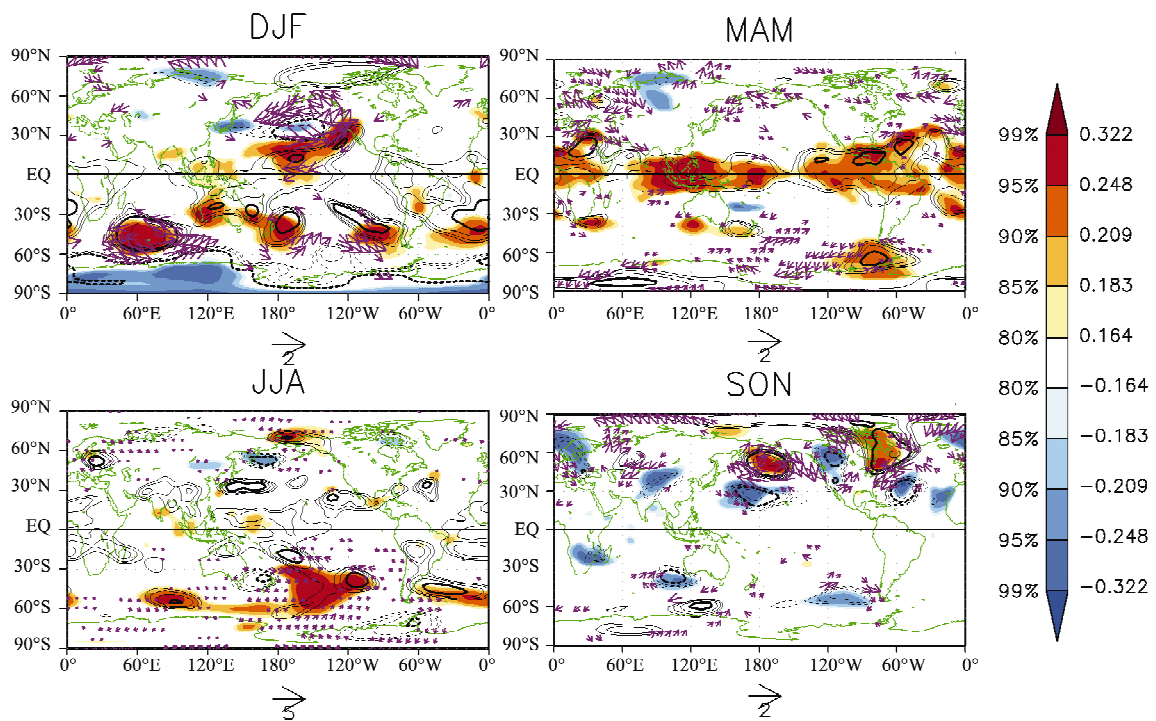 DJF MAM
90°N 90°N
60°N 60°N
30°N 30°N
EQ EQ
30°S 30°S
60°S 60°S
90°S 90°S
0° 60°E 120°E 180° 120°W 60°W 0° 0° 60°E 120°E 180° 120°W 60°W 0°
2 2
JJA SON
90°N 90°N
60°N 60°N
30°N 30°N
EQ EQ
30°S 30°S
60°S 60°S
90°S 90°S
0° 60°E 120°E 180° 120°W 60°W 0° 0° 60°E 120°E 180° 120°W 60°W 0°
5 2
99% 0.322
95% 0.248
90% 0.209
85% 0.183
80% 0.164
80% −0.164
85% −0.183
90% −0.209
95% −0.248
99% −0.322